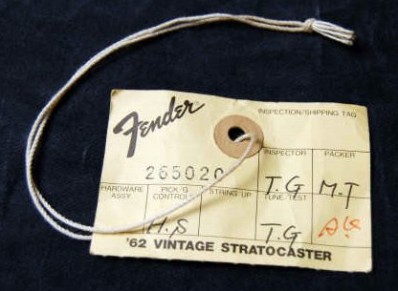 Fender
INSPECTION/SHIPPING TAG
265020
INSPECTOR
PACKER
T.G
M.T
HARDWARE ASSY
PICK/G CONTROLS
STRING UP
TUNE/TEST
H.S
T.G
'62 VINTAGE STRATOCASTER